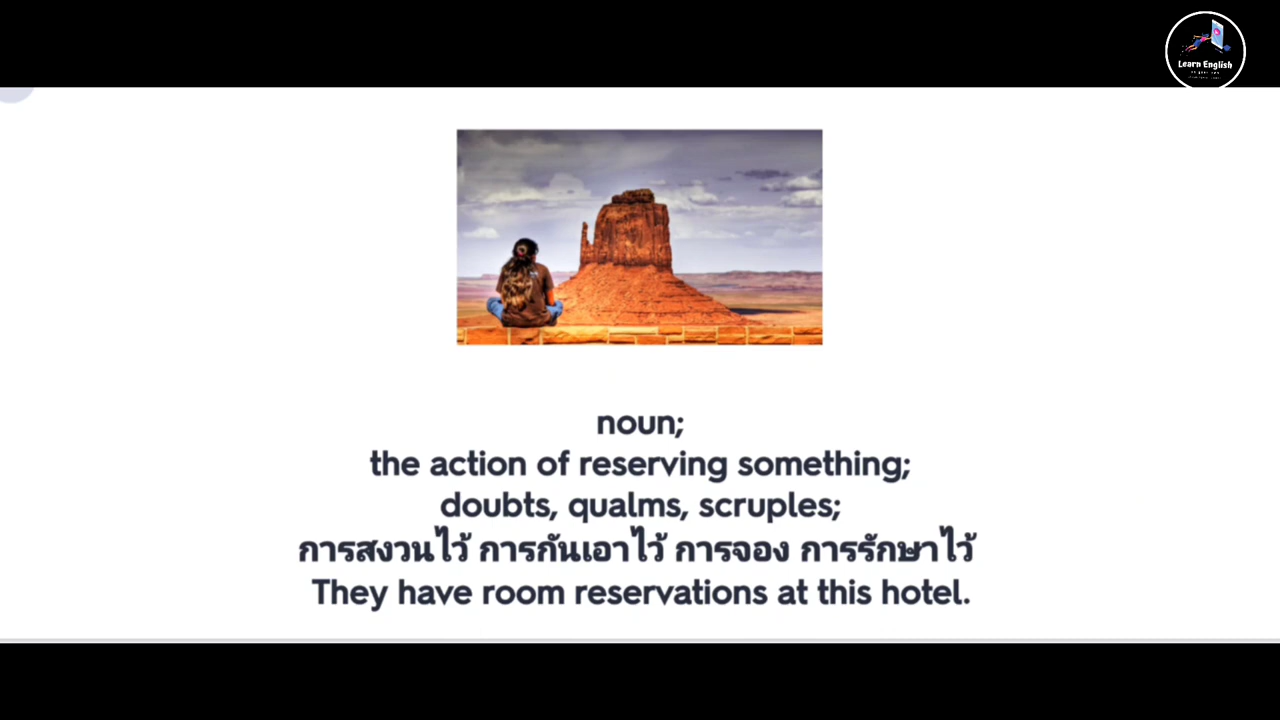 Learn English
noun;
the action of reserving something;
doubts, qualms, scruples;
การสงวนไว้ การกันเอาไว้ การจอง การรักษาไว้
They have room reservations at this hotel.